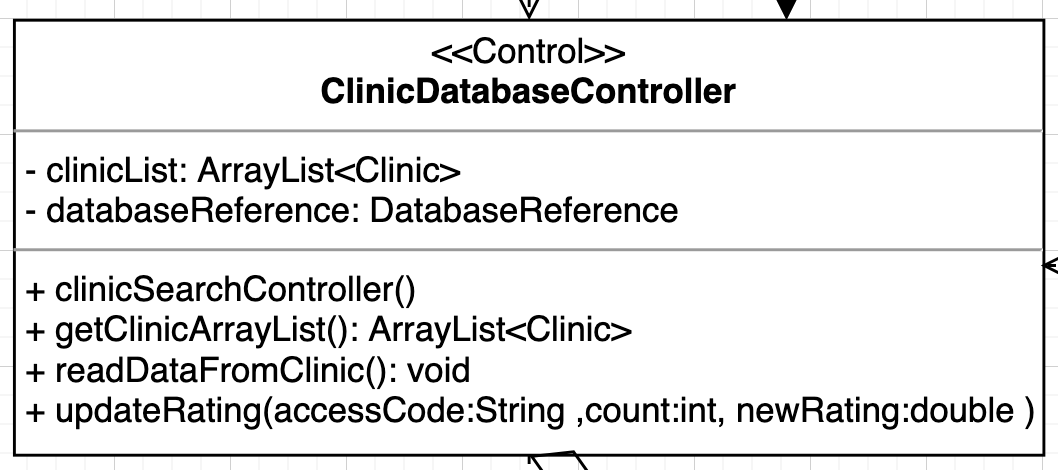 <<Control>>
ClinicDatabaseController
- clinicList: ArrayList<Clinic>
- databaseReference: DatabaseReference
+ clinicSearchController()
+ getClinicArrayList(): ArrayList<Clinic>
+ readDataFromClinic(): void
+ updateRating(accessCode:String ,count:int, newRating:double )